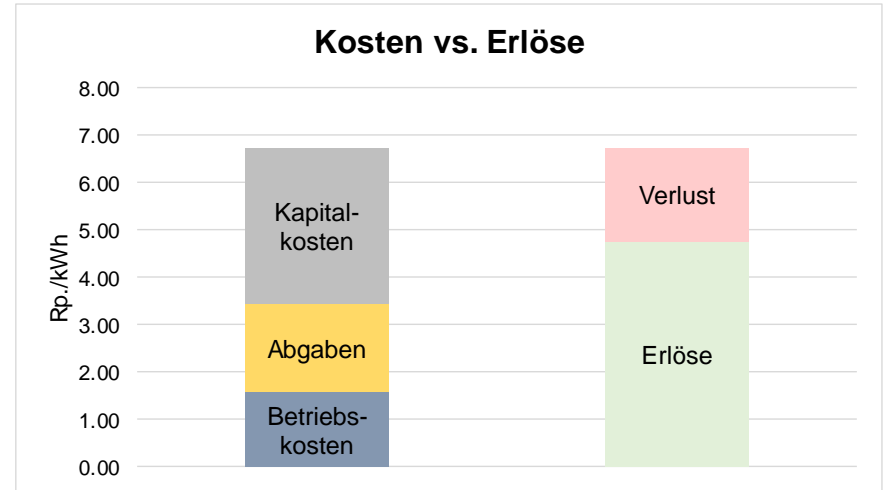 Kosten vs. Erlöse
Rp./kWh
8.00
7.00
6.00
5.00
4.00
3.00
2.00
1.00
0.00
Kapital-
kosten
Abgaben
Betriebs-
kosten
Verlust
Erlöse